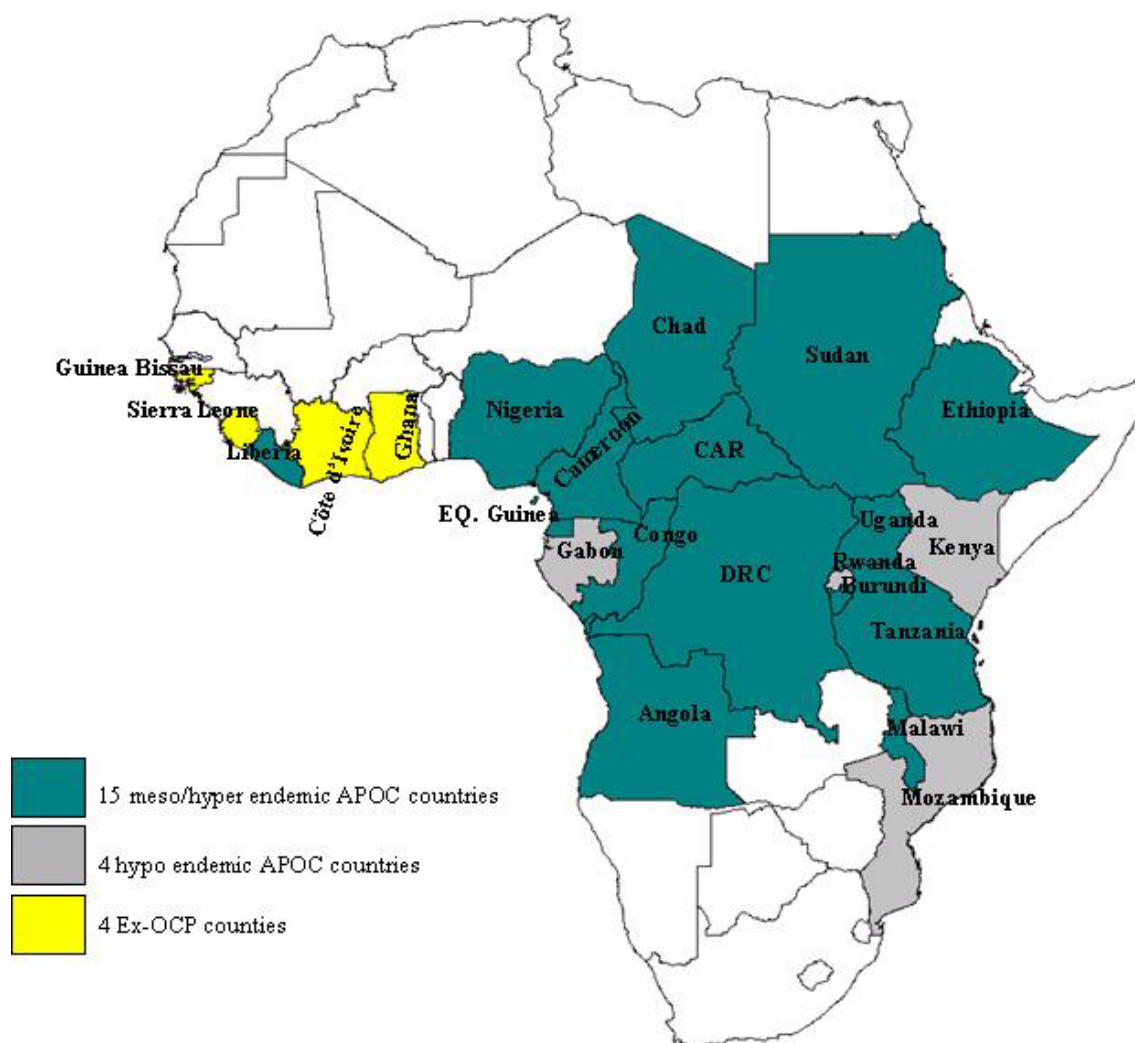 Chad
Sudan
Guinea Bissau
Sierra Leone
Liberia
Côte d'Ivoire
Ghana
Nigeria
Cameroon
CAR
Ethiopia
EQ. Guinea
Gabon
Congo
DRC
Uganda
Kenya
Rwanda
Burundi
Tanzania
Angola
Malawi
Mozambique
15 meso/hyper endemic APOC countries
4 hypo endemic APOC countries
4 Ex-OCP counties